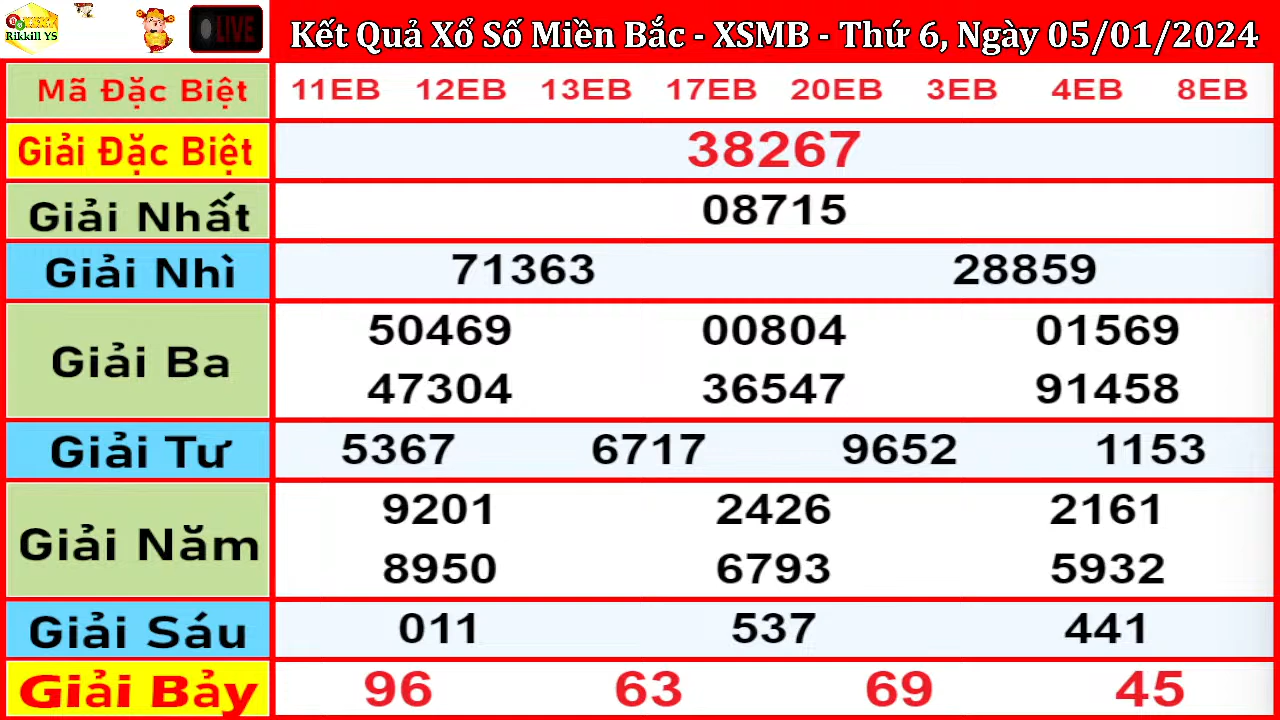 Rikkill YS
LIVE
Kết Quả Xổ Số Miền Bắc - XSMB - Thứ 6, Ngày 05/01/2024
Mã Đặc Biệt 11EB 12EB 13EB 17EB 20EB 3EB 4EB 8EB
Giải Đặc Biệt 38267
Giải Nhất 08715
Giải Nhì 71363 28859
Giải Ba
50469 00804 01569
47304 36547 91458
Giải Tư 5367 6717 9652 1153
Giải Năm
9201 2426 2161
8950 6793 5932
Giải Sáu 011 537 441
Giải Bảy 96 63 69 45